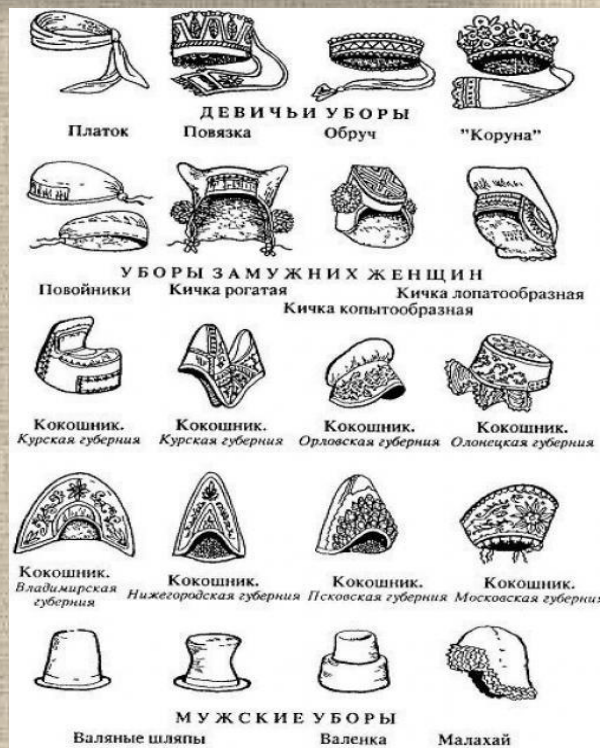 ДЕВИЧЬИ УБОРЫ
Платок Повязка Обруч "Коруна"
УБОРЫ ЗАМУЖНИХ ЖЕНЩИН
Повойники Кичка рогатая Кичка лопатообразная
Кичка копытообразная
Кокошник. Кокошник. Кокошник. Кокошник.
Курская губерния Курская губерния Орловская губерния Олонецкая губерния
Кокошник. Кокошник. Кокошник. Кокошник.
Владимирская губерния Нижегородская губерния Псковская губерния Московская губерния
МУЖСКИЕ УБОРЫ
Валяные шляпы Валенка Малахай